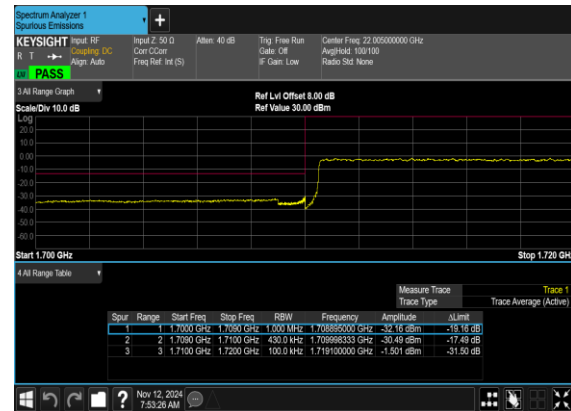 Spectrum Analyzer 1
Spurious Emissions
KEYSIGHT Input: RF Input Z: 50 Ω Atten: 40 dB Trig: Free Run Center Freq: 22.005000000 GHz
R T Coupling: DC Corr CCorr Gate: Off Avg|Hold: 100/100
Align: Auto Freq Ref: Int (S) IF Gain: Low Radio Std: None
PASS
3 All Range Graph
Ref Lvl Offset 8.00 dB
Scale/Div 10.0 dB Ref Value 30.00 dBm
Log
20.0
10.0
0.00
-10.0
-20.0
-30.0
-40.0
-50.0
-60.0
Start 1.700 GHz Stop 1.720 GH
4 All Range Table
Measure Trace Trace 1
Trace Type Trace Average (Active)
Spur Range Start Freq Stop Freq RBW Frequency Amplitude ΔLimit
1 1 1.7000 GHz 1.7090 GHz 1.000 MHz 1.708895000 GHz -32.16 dBm -19.16 dB
2 2 1.7090 GHz 1.7100 GHz 430.0 kHz 1.709998333 GHz -30.49 dBm -17.49 dB
3 3 1.7100 GHz 1.7200 GHz 100.0 kHz 1.719100000 GHz -1.501 dBm -31.50 dB
Nov 12, 2024
7:53:26 AM